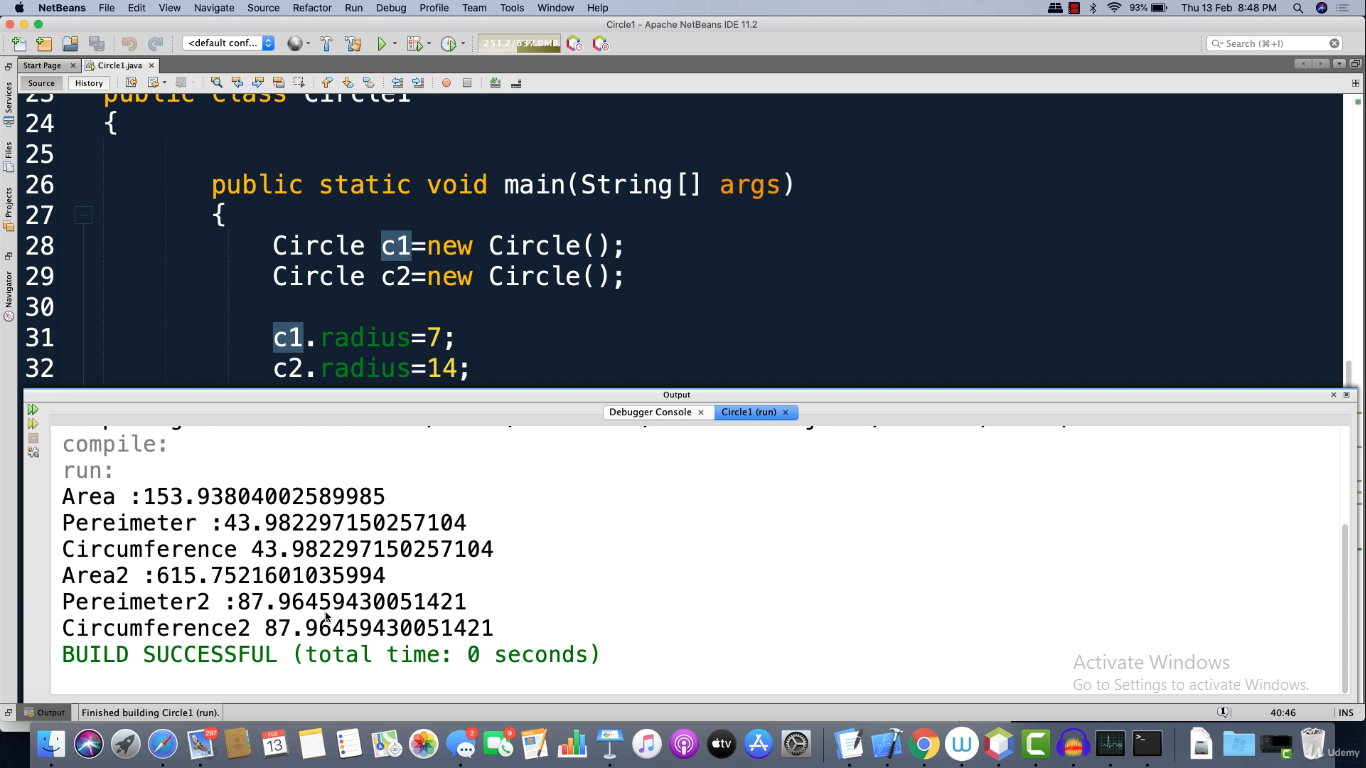 NetBeans File Edit View Navigate Source Refactor Run Debug Profile Team Tools Window Help 93% Thu 13 Feb 8:48 PM
Circle1 - Apache NetBeans IDE 11.2
<default conf... 251.2/637.0MB Search (⌘+I)
Start Page Circle1.java
Source History
Services
Files
Projects
Navigator
23 public class Circle1
24 {
25
26 public static void main(String[] args)
27 {
28 Circle c1=new Circle();
29 Circle c2=new Circle();
30
31 c1.radius=7;
32 c2.radius=14;
Output
Debugger Console Circle1 (run)
compile:
run:
Area :153.93804002589985
Pereimeter :43.982297150257104
Circumference 43.982297150257104
Area2 :615.7521601035994
Pereimeter2 :87.96459430051421
Circumference2 87.96459430051421
BUILD SUCCESSFUL (total time: 0 seconds)
Activate Windows
Go to Settings to activate Windows.
Output Finished building Circle1 (run). 1 40:46 INS
297 FEB 13 2 9 tv
Udemy